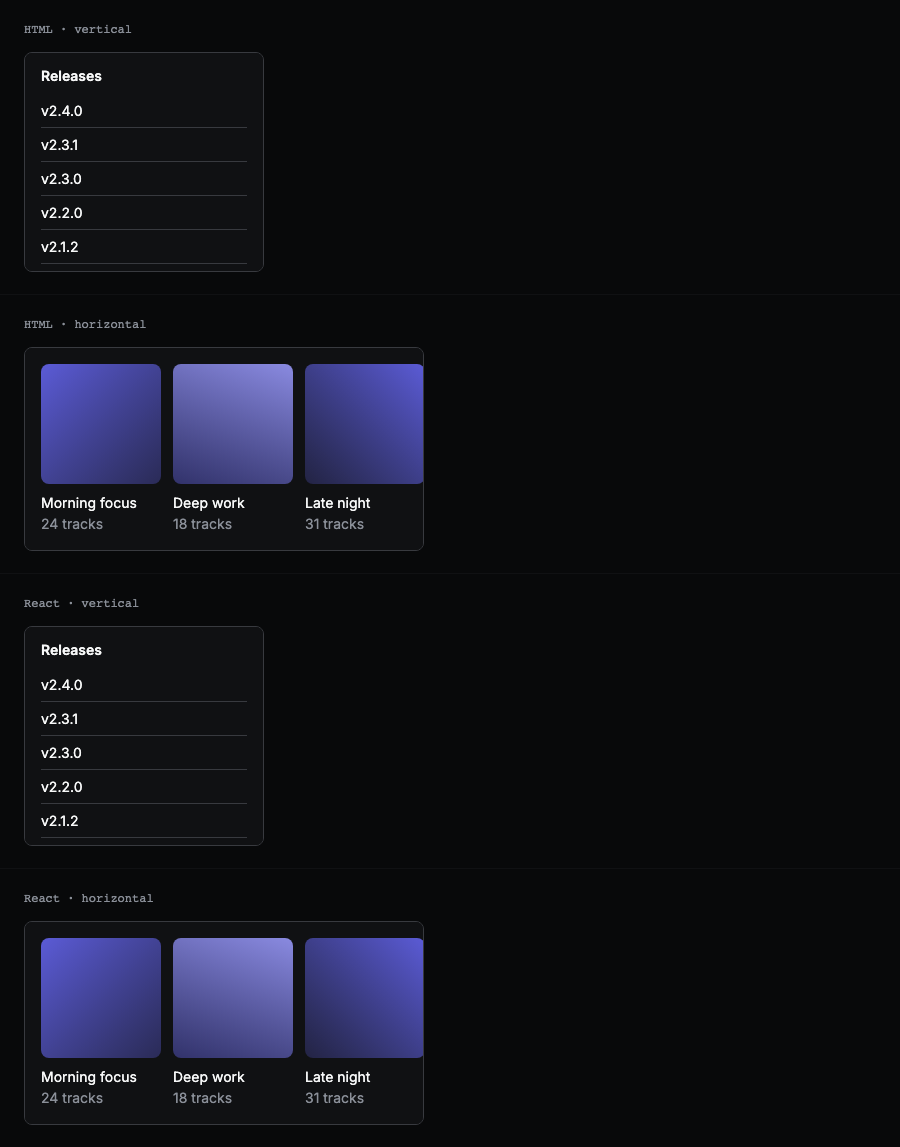 HTML • vertical
Releases
v2.4.0
v2.3.1
v2.3.0
v2.2.0
v2.1.2
HTML • horizontal
Morning focus
24 tracks
Deep work
18 tracks
Late night
31 tracks
React • vertical
Releases
v2.4.0
v2.3.1
v2.3.0
v2.2.0
v2.1.2
React • horizontal
Morning focus
24 tracks
Deep work
18 tracks
Late night
31 tracks